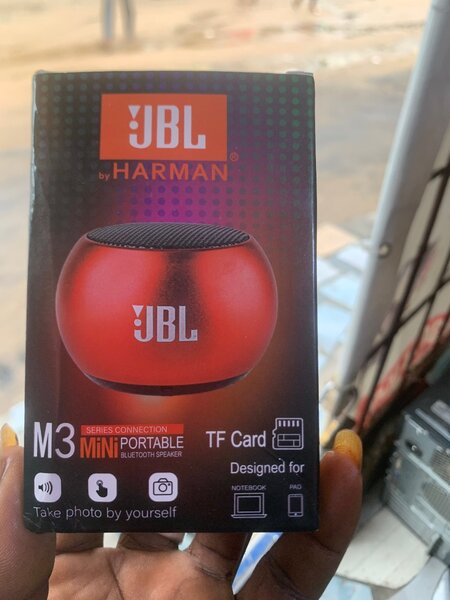 JBL
by HARMAN®
JBL
M3
SERIES CONNECTION
MiNi PORTABLE
BLUETOOTH SPEAKER
TF Card
Designed for
NOTEBOOK PAD
Take photo by yourself